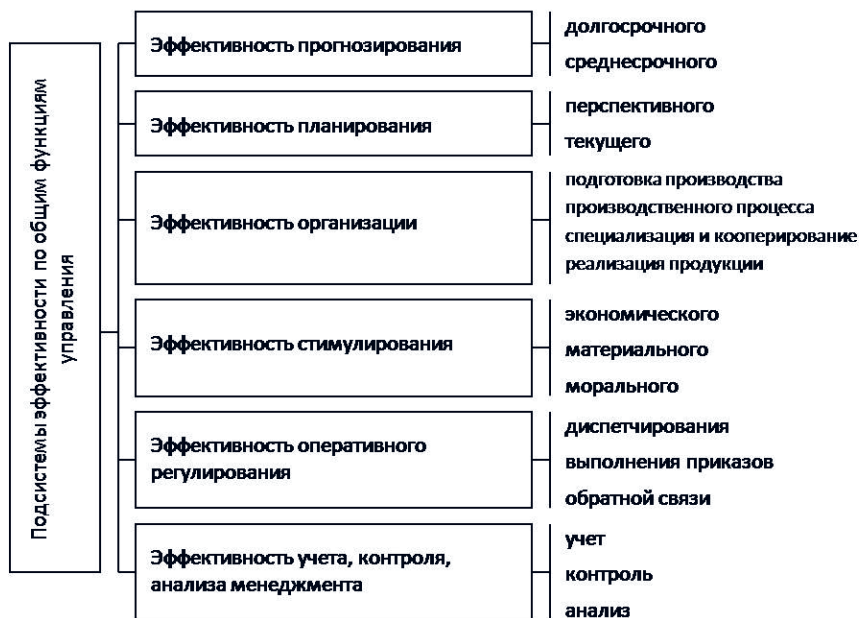 Подсистемы эффективности по общим функциям
управления
Эффективность прогнозирования
долгосрочного
среднесрочного
Эффективность планирования
перспективного
текущего
Эффективность организации
подготовка производства
производственного процесса
специализация и кооперирование
реализация продукции
Эффективность стимулирования
экономического
материального
морального
Эффективность оперативного
регулирования
диспетчирования
выполнения приказов
обратной связи
Эффективность учета, контроля,
анализа менеджмента
учет
контроль
анализ